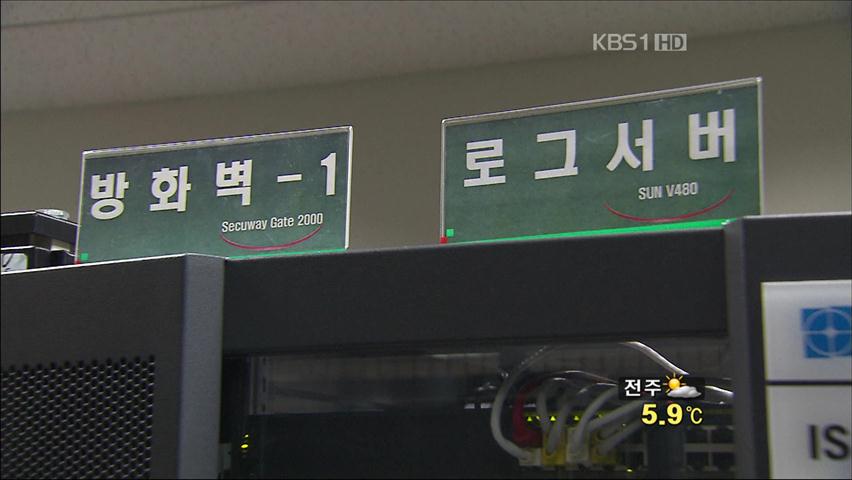 KBS1 HD
방화벽-1
Secuway Gate 2000
로그서버
SUN V480
전주
5.9℃
IS